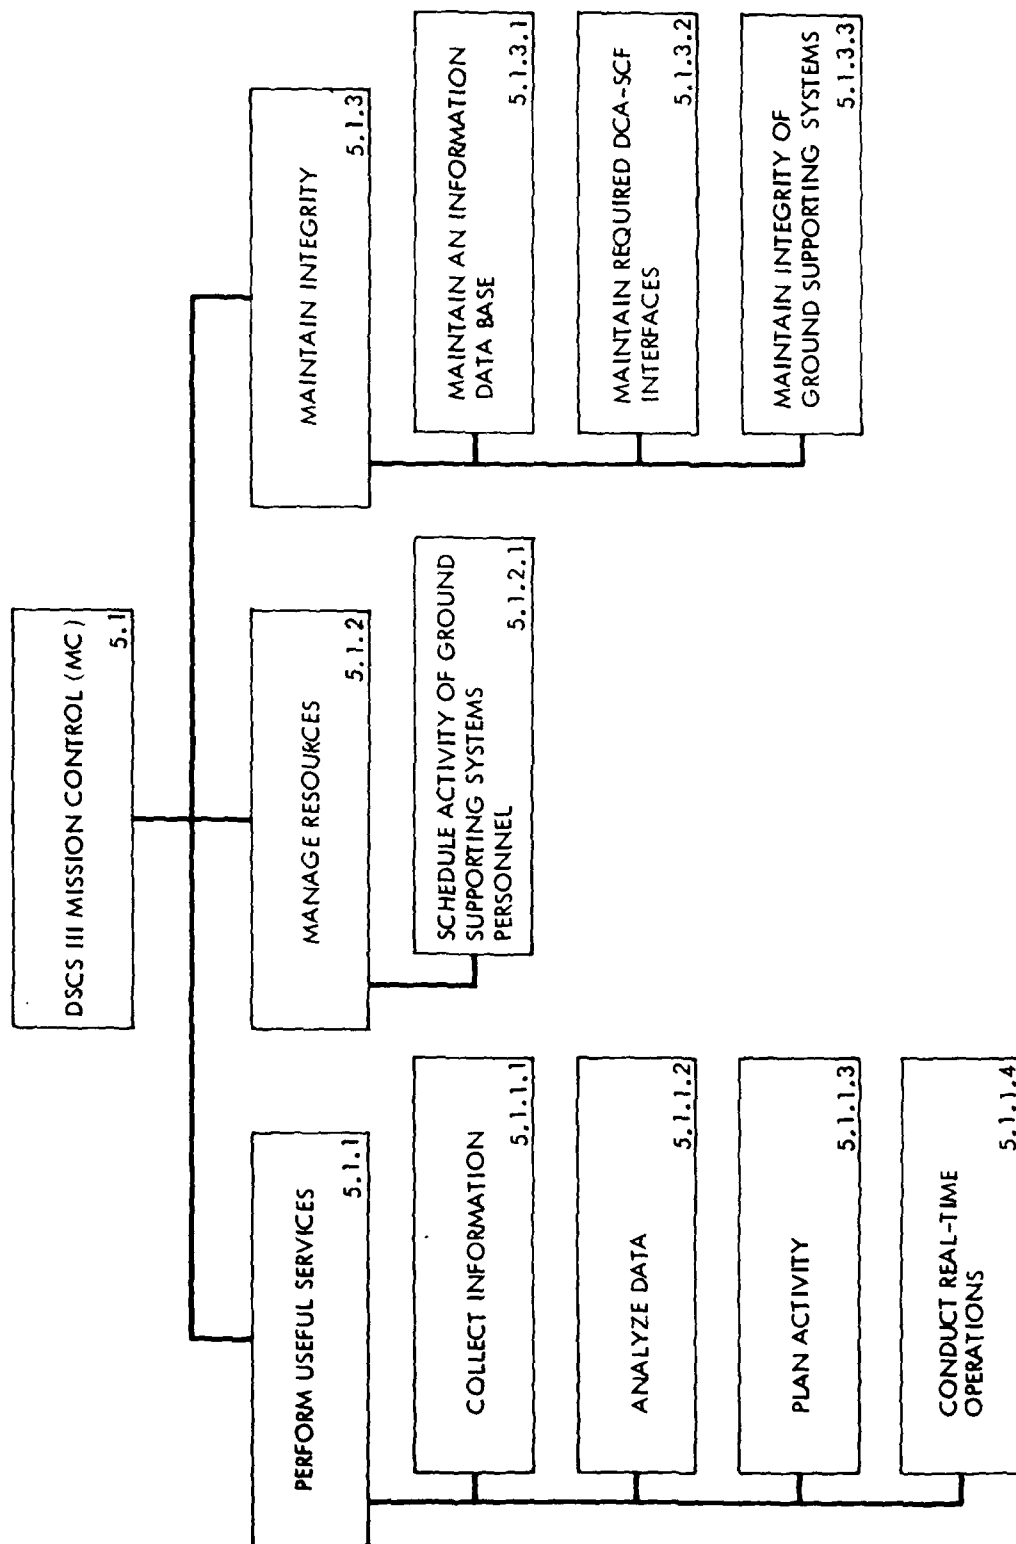 DSCS III MISSION CONTROL (MC)
5.1
PERFORM USEFUL SERVICES
5.1.1
COLLECT INFORMATION
5.1.1.1
ANALYZE DATA
5.1.1.2
PLAN ACTIVITY
5.1.1.3
CONDUCT REAL-TIME
OPERATIONS
5.1.1.4
MANAGE RESOURCES
5.1.2
SCHEDULE ACTIVITY OF GROUND
SUPPORTING SYSTEMS
PERSONNEL
5.1.2.1
MAINTAIN INTEGRITY
5.1.3
MAINTAIN AN INFORMATION
DATA BASE
5.1.3.1
MAINTAIN REQUIRED DCA-SCF
INTERFACES
5.1.3.2
MAINTAIN INTEGRITY OF
GROUND SUPPORTING SYSTEMS
5.1.3.3